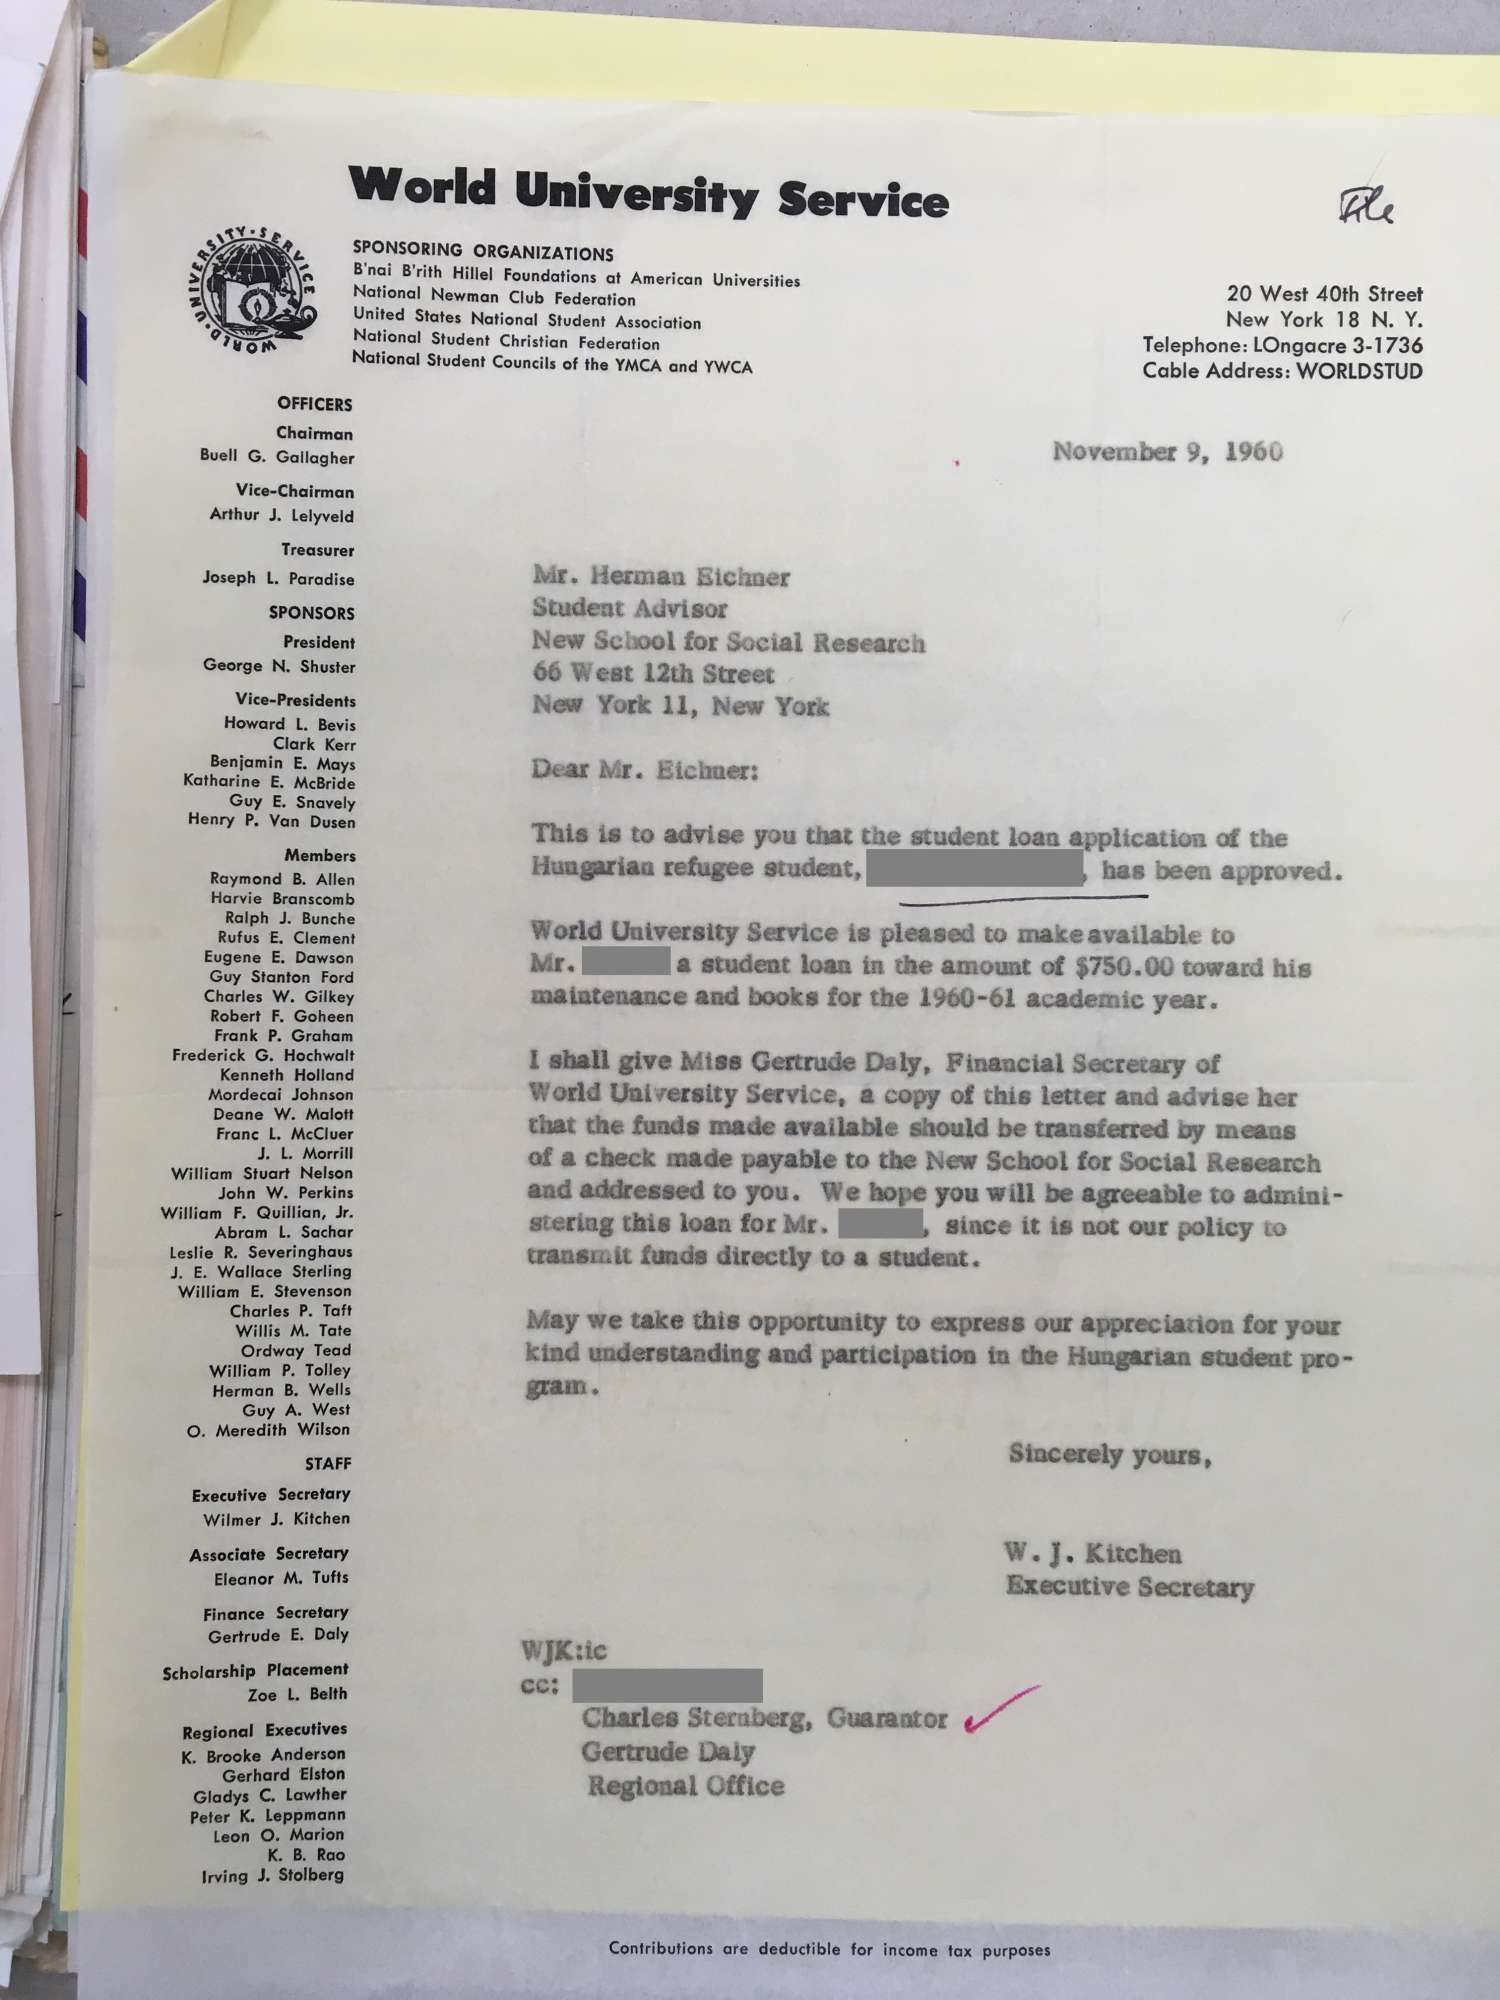 World University Service
File
WORLD·UNIVERSITY·SERVICE
SPONSORING ORGANIZATIONS
B'nai B'rith Hillel Foundations at American Universities
National Newman Club Federation
United States National Student Association
National Student Christian Federation
National Student Councils of the YMCA and YWCA
20 West 40th Street
New York 18 N. Y.
Telephone: LOngacre 3-1736
Cable Address: WORLDSTUD
OFFICERS
Chairman
Buell G. Gallagher
Vice-Chairman
Arthur J. Lelyveld
Treasurer
Joseph L. Paradise
SPONSORS
President
George N. Shuster
Vice-Presidents
Howard L. Bevis
Clark Kerr
Benjamin E. Mays
Katharine E. McBride
Guy E. Snavely
Henry P. Van Dusen
Members
Raymond B. Allen
Harvie Branscomb
Ralph J. Bunche
Rufus E. Clement
Eugene E. Dawson
Guy Stanton Ford
Charles W. Gilkey
Robert F. Goheen
Frank P. Graham
Frederick G. Hochwalt
Kenneth Holland
Mordecai Johnson
Deane W. Malott
Franc L. McCluer
J. L. Morrill
William Stuart Nelson
John W. Perkins
William F. Quillian, Jr.
Abram L. Sachar
Leslie R. Severinghaus
J. E. Wallace Sterling
William E. Stevenson
Charles P. Taft
Willis M. Tate
Ordway Tead
William P. Tolley
Herman B. Wells
Guy A. West
O. Meredith Wilson
STAFF
Executive Secretary
Wilmer J. Kitchen
Associate Secretary
Eleanor M. Tufts
Finance Secretary
Gertrude E. Daly
Scholarship Placement
Zoe L. Belth
Regional Executives
K. Brooke Anderson
Gerhard Elston
Gladys C. Lawther
Peter K. Leppmann
Leon O. Marion
K. B. Rao
Irving J. Stolberg
November 9, 1960
Mr. Herman Eichner
Student Advisor
New School for Social Research
66 West 12th Street
New York 11, New York
Dear Mr. Eichner:
This is to advise you that the student loan application of the
Hungarian refugee student, , has been approved.
World University Service is pleased to make available to
Mr. a student loan in the amount of $750.00 toward his
maintenance and books for the 1960-61 academic year.
I shall give Miss Gertrude Daly, Financial Secretary of
World University Service, a copy of this letter and advise her
that the funds made available should be transferred by means
of a check made payable to the New School for Social Research
and addressed to you. We hope you will be agreeable to admini-
stering this loan for Mr. , since it is not our policy to
transmit funds directly to a student.
May we take this opportunity to express our appreciation for your
kind understanding and participation in the Hungarian student pro-
gram.
Sincerely yours,
W. J. Kitchen
Executive Secretary
WJK:ic
cc:
Charles Sternberg, Guarantor
Gertrude Daly
Regional Office
Contributions are deductible for income tax purposes